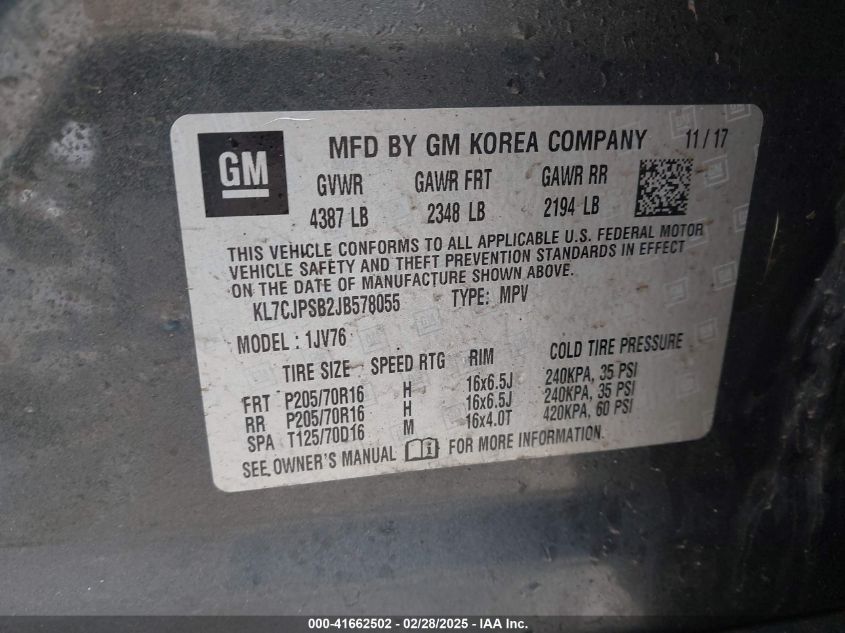 GM
MFD BY GM KOREA COMPANY 11/17
GVWR GAWR FRT GAWR RR
4387 LB 2348 LB 2194 LB
THIS VEHICLE CONFORMS TO ALL APPLICABLE U.S. FEDERAL MOTOR
VEHICLE SAFETY AND THEFT PREVENTION STANDARDS IN EFFECT
ON THE DATE OF MANUFACTURE SHOWN ABOVE.
KL7CJPSB2JB578055 TYPE: MPV
MODEL: 1JV76
TIRE SIZE SPEED RTG RIM COLD TIRE PRESSURE
FRT P205/70R16 H 16x6.5J 240KPA, 35 PSI
RR P205/70R16 H 16x6.5J 240KPA, 35 PSI
SPA T125/70D16 M 16x4.0T 420KPA, 60 PSI
SEE OWNER'S MANUAL FOR MORE INFORMATION.
000-41662502 - 02/28/2025 - IAA Inc.